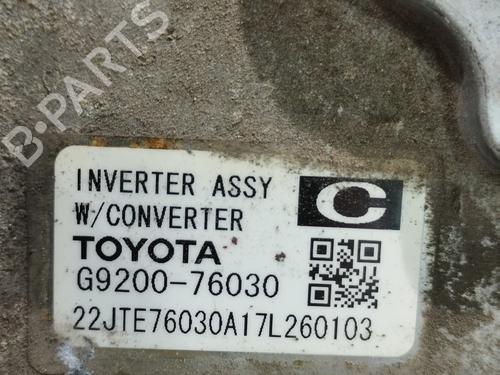 B-PARTS
INVERTER ASSY
W/CONVERTER
C
TOYOTA
G9200-76030
22JTE76030A17L260103